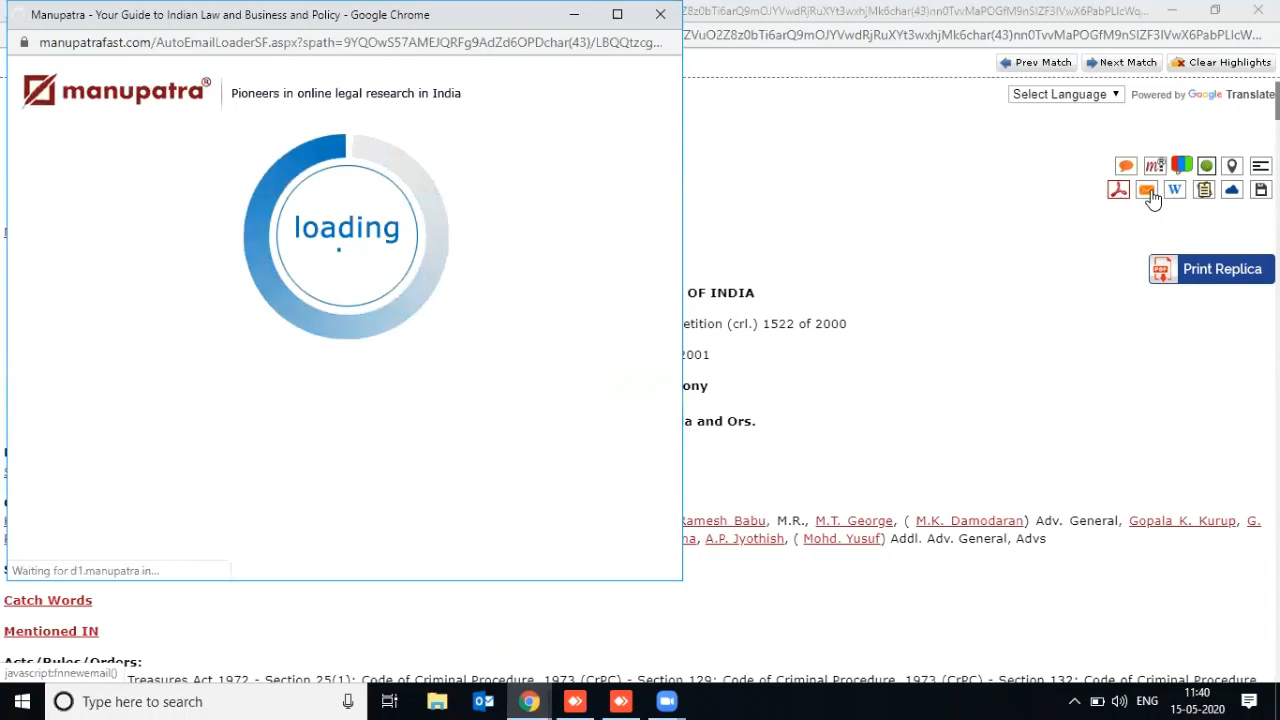 Manupatra - Your Guide to Indian Law and Business and Policy - Google Chrome
manupatrafast.com/AutoEmailLoaderSF.aspx?spath=9YQOwS57AMEJQRFg9AdZd6OPDchar(43)/LBQQtzcg...
Prev Match Next Match Clear Highlights
manupatra® Pioneers in online legal research in India
Select Language ▼ Powered by Google Translate
loading
Print Replica
OF INDIA
etition (crl.) 1522 of 2000
2001
ony
a and Ors.
Ramesh Babu, M.R., M.T. George, ( M.K. Damodaran) Adv. General, Gopala K. Kurup, G.
na, A.P. Jyothish, ( Mohd. Yusuf) Addl. Adv. General, Advs
Waiting for d1.manupatra.in...
Catch Words
Mentioned IN
Acts/Rules/Orders:
javascript:fnnewemail()
Treasures Act 1972 - Section 25(1); Code of Criminal Procedure, 1973 (CrPC) - Section 129; Code of Criminal Procedure, 1973 (CrPC) - Section 132; Code of Criminal Procedure,
Type here to search
ENG
11:40
15-05-2020